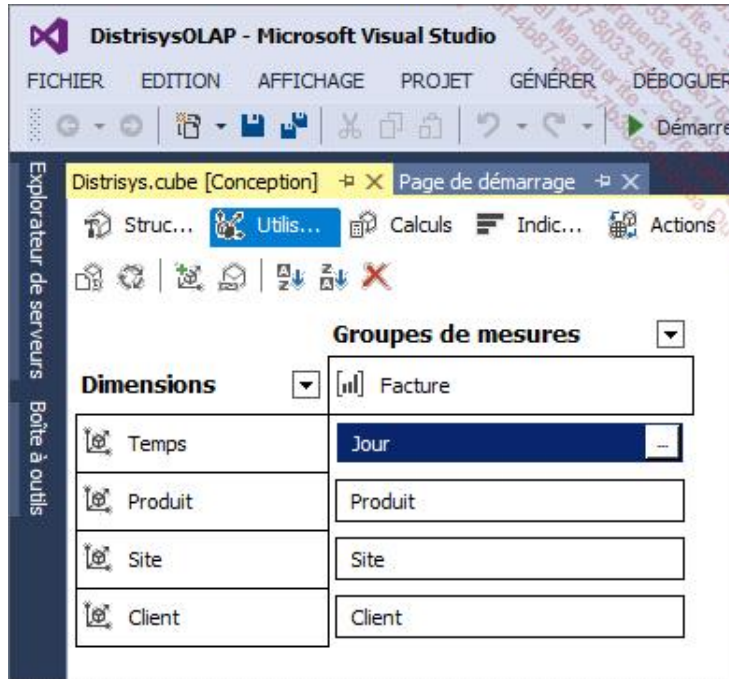 DistrisysOLAP - Microsoft Visual Studio
FICHIER EDITION AFFICHAGE PROJET GÉNÉRER DÉBOGUER
Démarre
Explorateur de serveurs
Boîte à outils
Distrisys.cube [Conception] Page de démarrage
Struc... Utilis... Calculs Indic... Actions
Groupes de mesures
Dimensions Facture
Temps Jour ...
Produit Produit
Site Site
Client Client